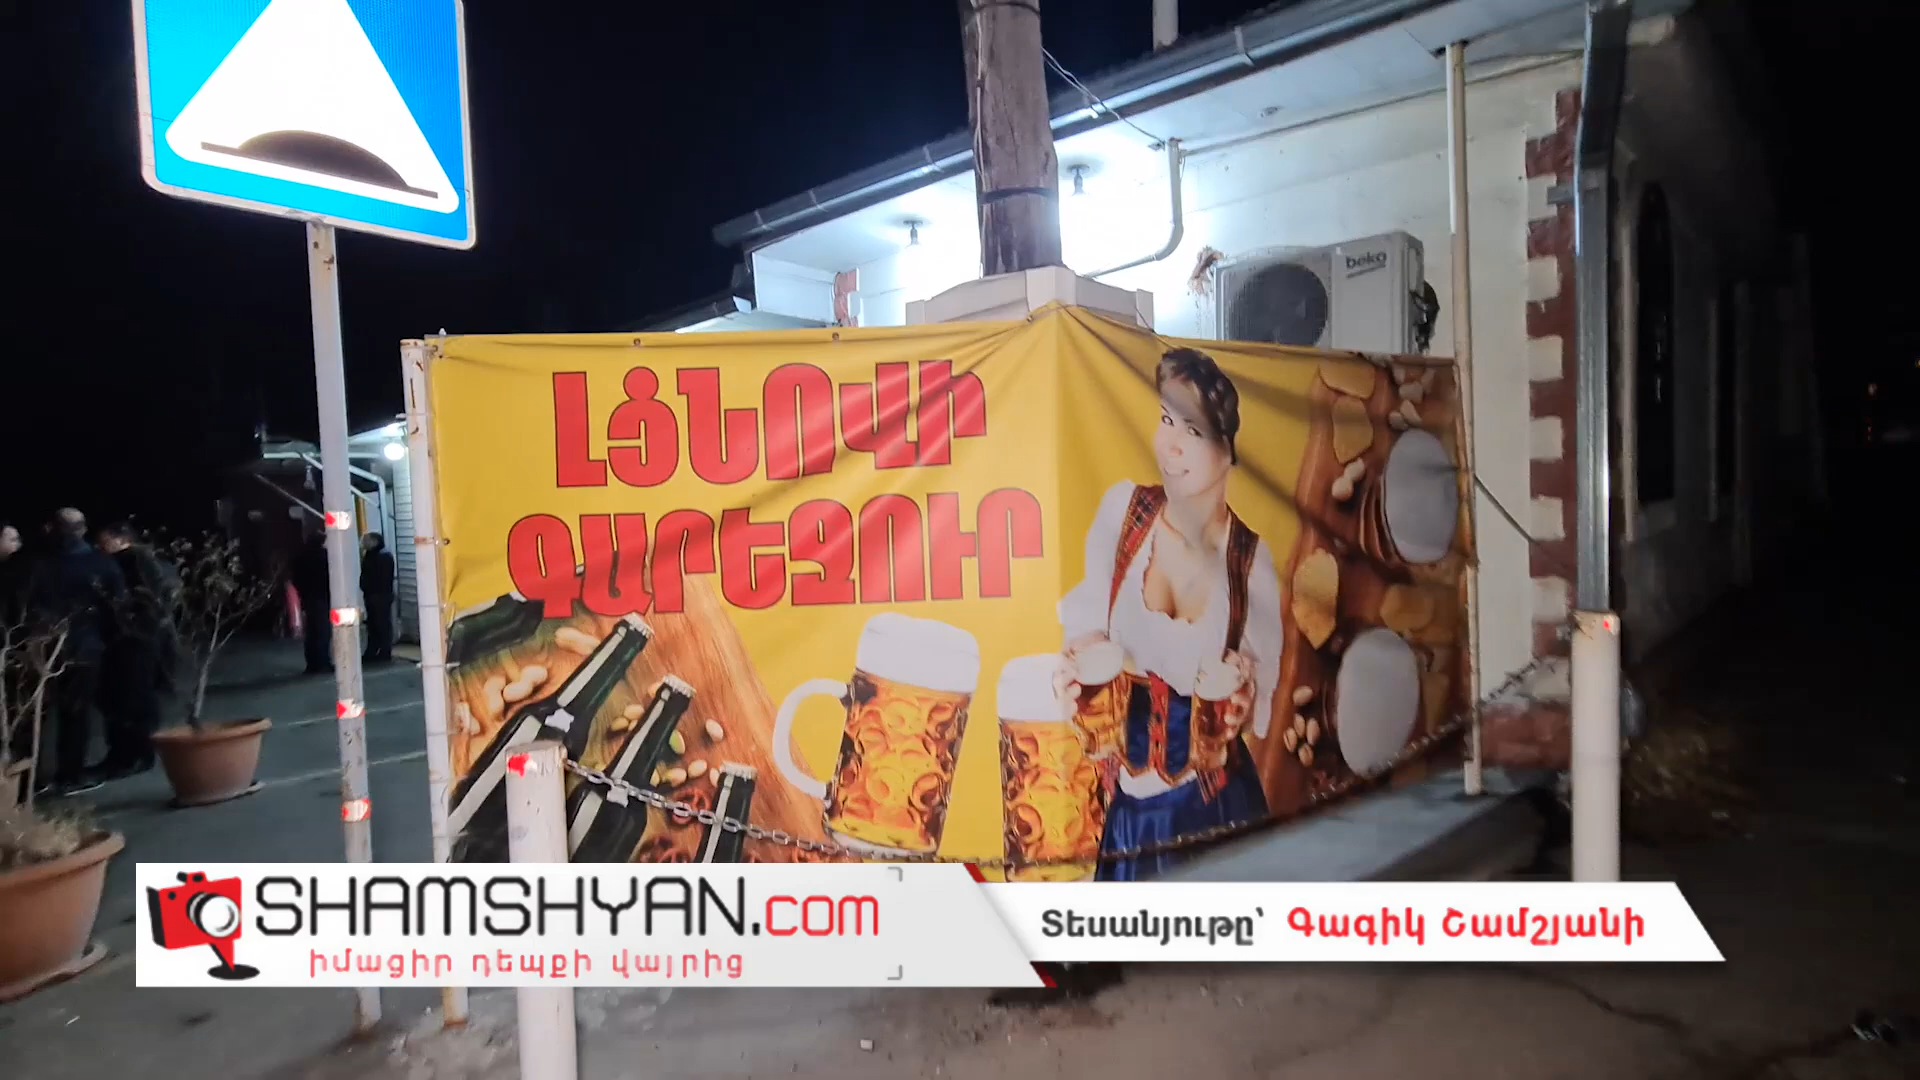 beko
ԼՃՆՈՎԻ
ԳԱՐԵՋՈՒՐ
SHAMSHYAN.com
իմացիր դեպքի վայրից
Տեսանյութը՝ Գագիկ Շամշյանի